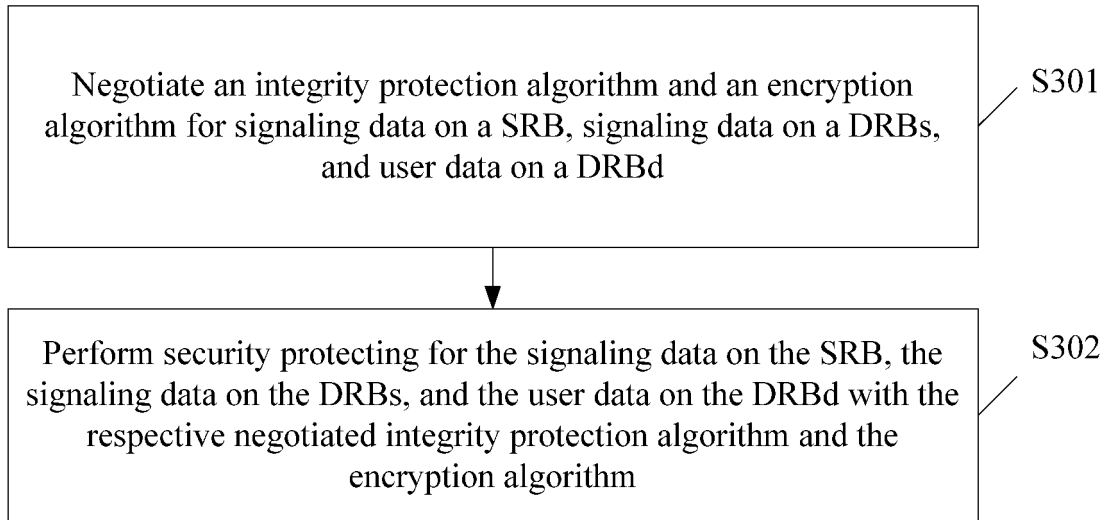 Negotiate an integrity protection algorithm and an encryption
algorithm for signaling data on a SRB, signaling data on a DRBs,
and user data on a DRBd
S301
Perform security protecting for the signaling data on the SRB, the
signaling data on the DRBs, and the user data on the DRBd with the
respective negotiated integrity protection algorithm and the
encryption algorithm
S302